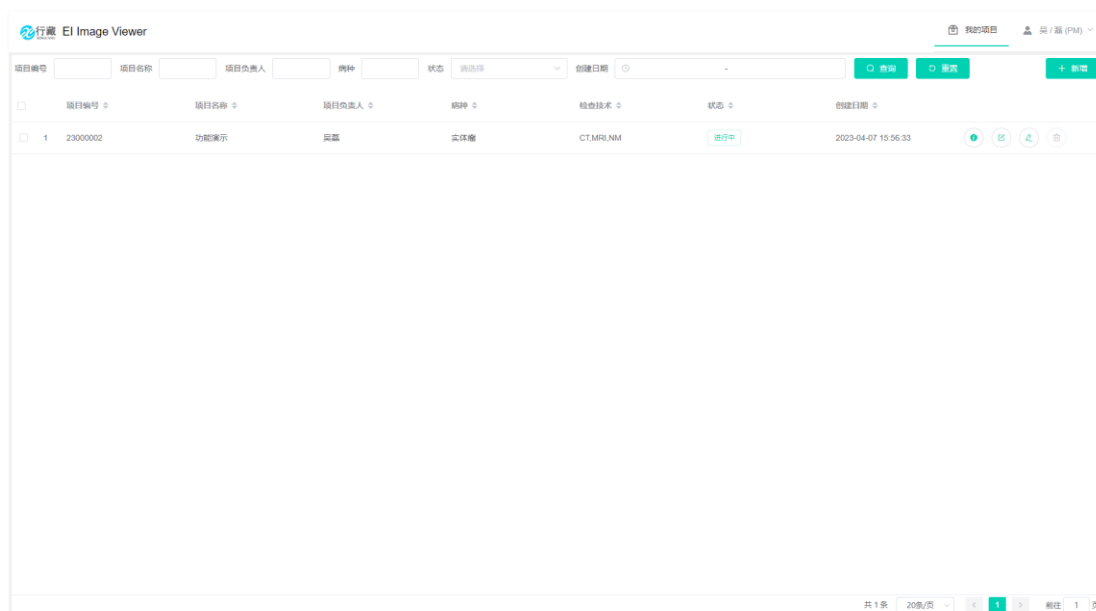 行藏 EI Image Viewer
我的项目
吴/磊 (PM)
项目编号 项目名称 项目负责人 病种 状态 请选择 创建日期 - 查询 重置 + 新增
项目编号 项目名称 项目负责人 病种 检查技术 状态 创建日期
1 23000002 功能演示 吴磊 实体瘤 CT,MRI,NM 进行中 2023-04-07 15:56:33
共 1 条 20条/页 < 1 > 前往 1